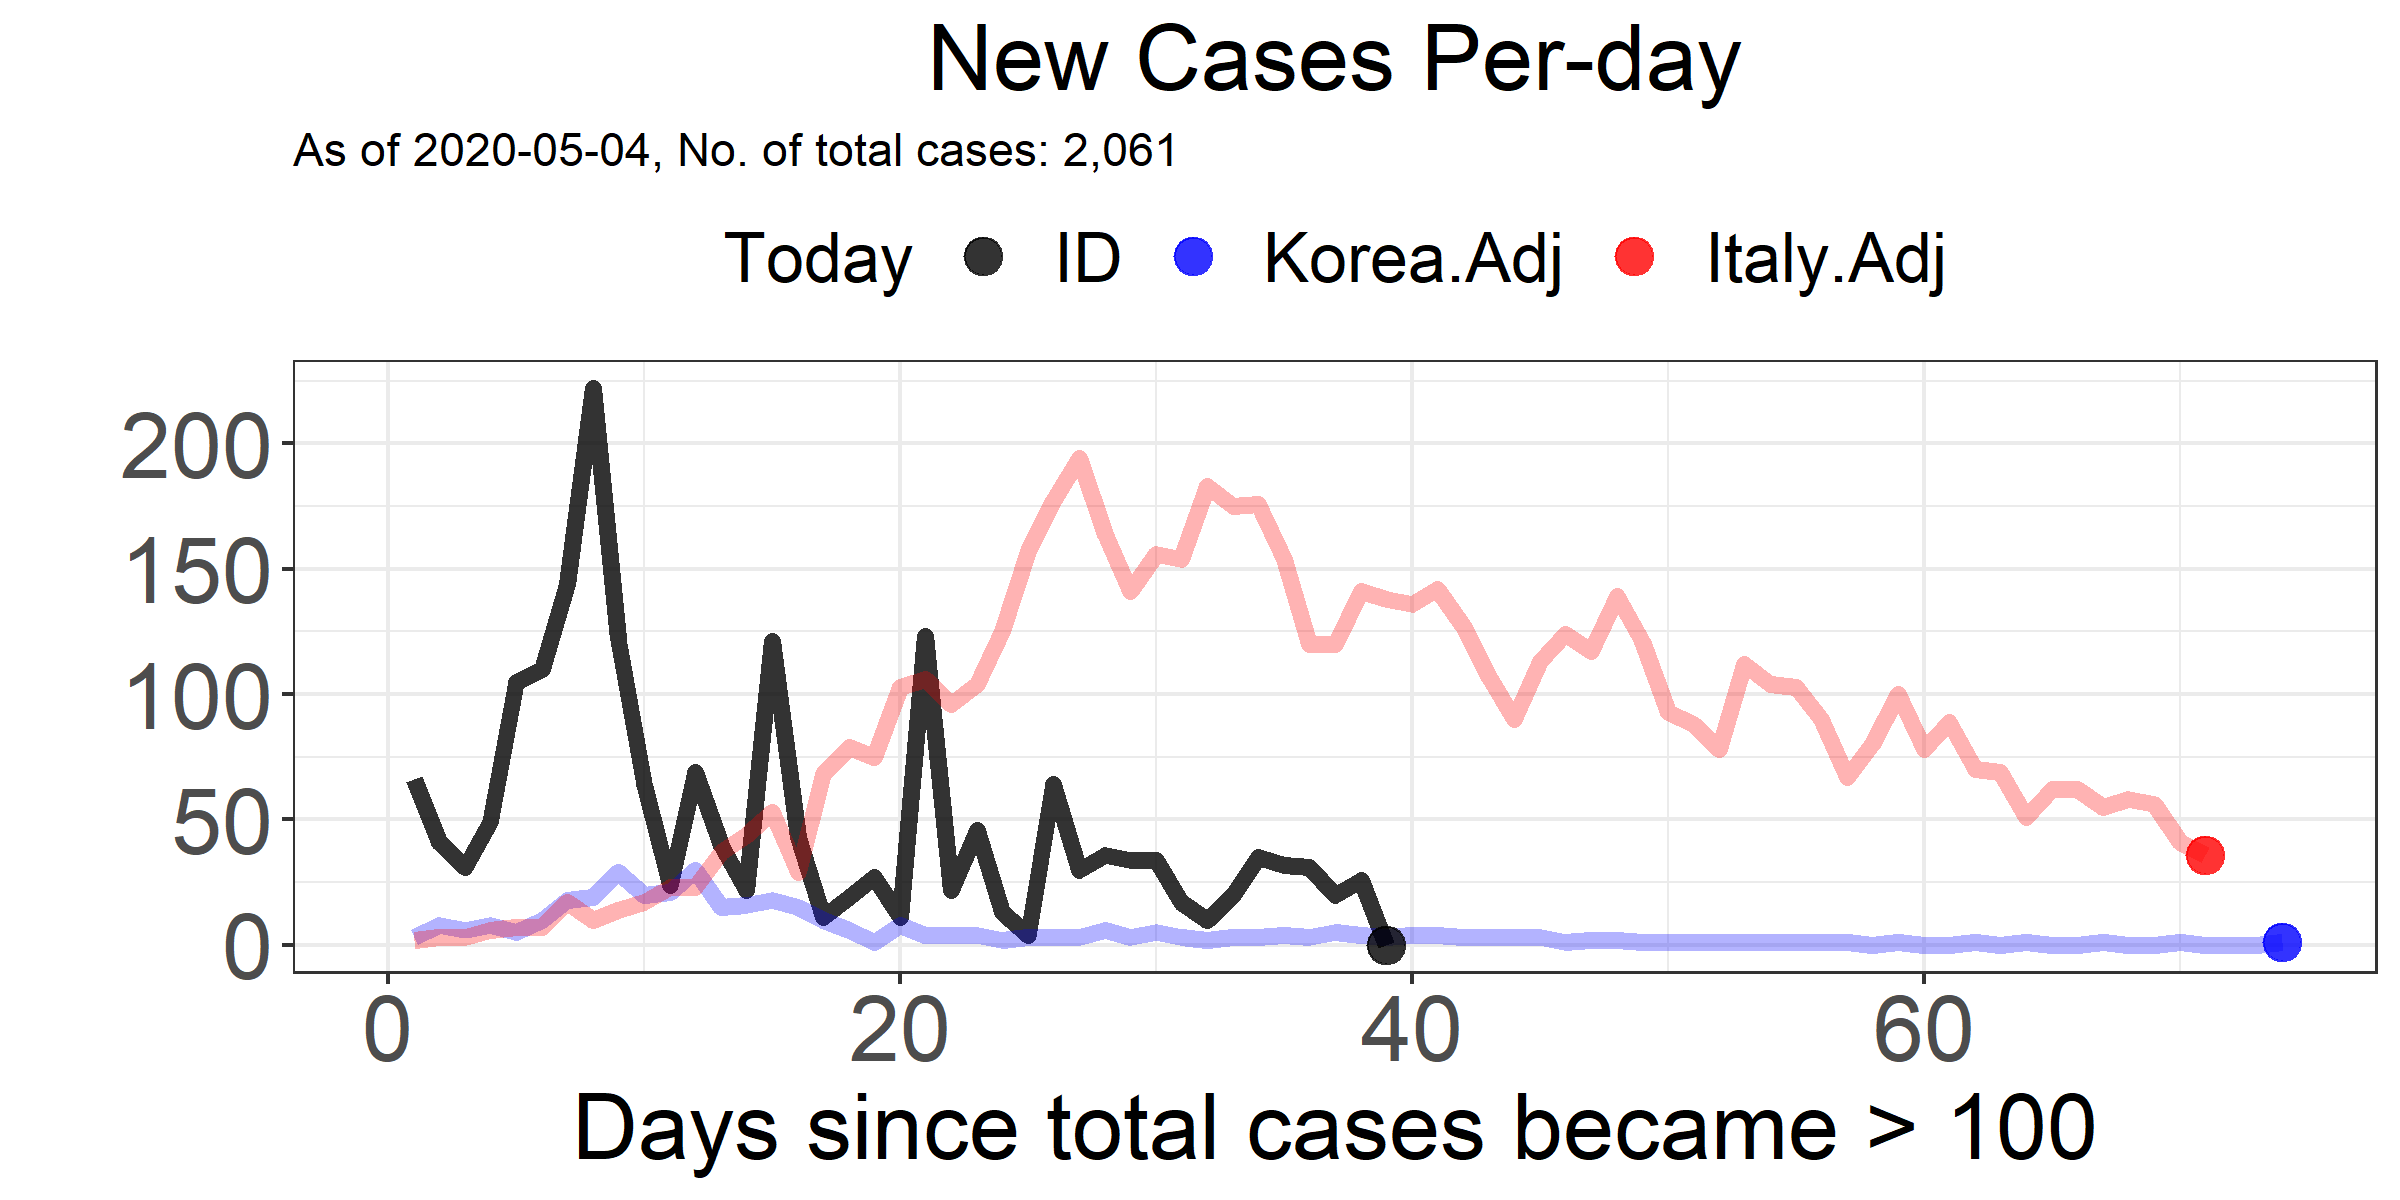 New Cases Per-day
As of 2020-05-04, No. of total cases: 2,061
Today ID Korea.Adj Italy.Adj
200
150
100
50
0
0 20 40 60
Days since total cases became > 100